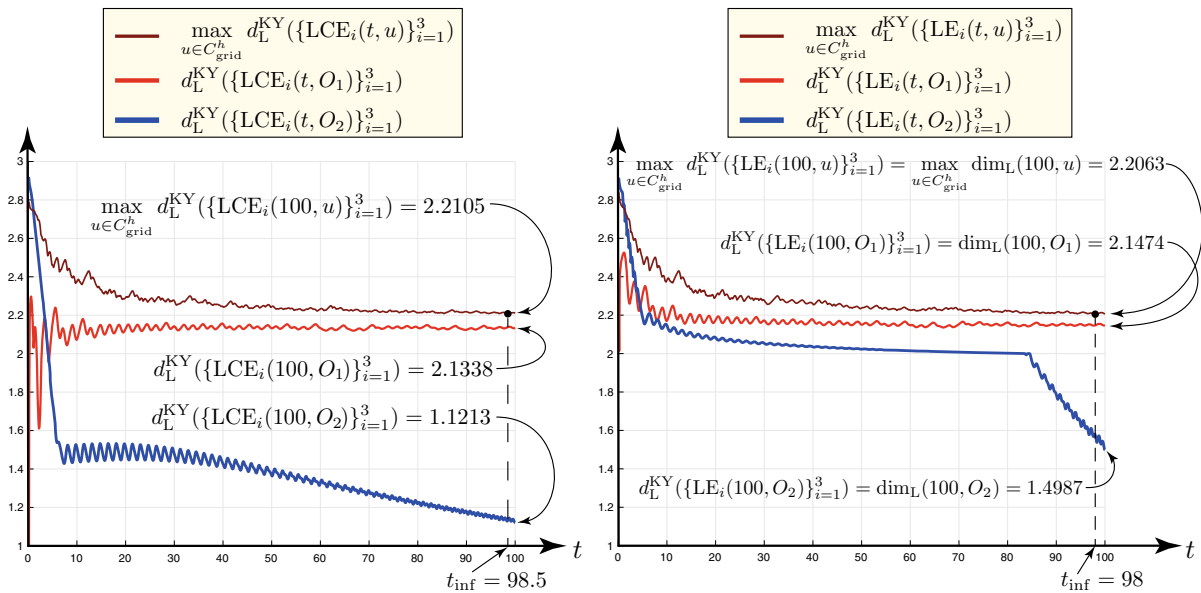 max_{u∈C^h_grid} d_L^KY({LCE_i(t, u)}_{i=1}^3)
d_L^KY({LCE_i(t, O_1)}_{i=1}^3)
d_L^KY({LCE_i(t, O_2)}_{i=1}^3)
3
2.8
2.6
2.4
2.2
2
1.8
1.6
1.4
1.2
1
max_{u∈C^h_grid} d_L^KY({LCE_i(100, u)}_{i=1}^3) = 2.2105
d_L^KY({LCE_i(100, O_1)}_{i=1}^3) = 2.1338
d_L^KY({LCE_i(100, O_2)}_{i=1}^3) = 1.1213
0 10 20 30 40 50 60 70 80 90 100
t
t_inf = 98.5
max_{u∈C^h_grid} d_L^KY({LE_i(t, u)}_{i=1}^3)
d_L^KY({LE_i(t, O_1)}_{i=1}^3)
d_L^KY({LE_i(t, O_2)}_{i=1}^3)
3
2.8
2.6
2.4
2.2
2
1.8
1.6
1.4
1.2
1
max_{u∈C^h_grid} d_L^KY({LE_i(100, u)}_{i=1}^3) = max_{u∈C^h_grid} dim_L(100, u) = 2.2063
d_L^KY({LE_i(100, O_1)}_{i=1}^3) = dim_L(100, O_1) = 2.1474
d_L^KY({LE_i(100, O_2)}_{i=1}^3) = dim_L(100, O_2) = 1.4987
0 10 20 30 40 50 60 70 80 90 100
t
t_inf = 98